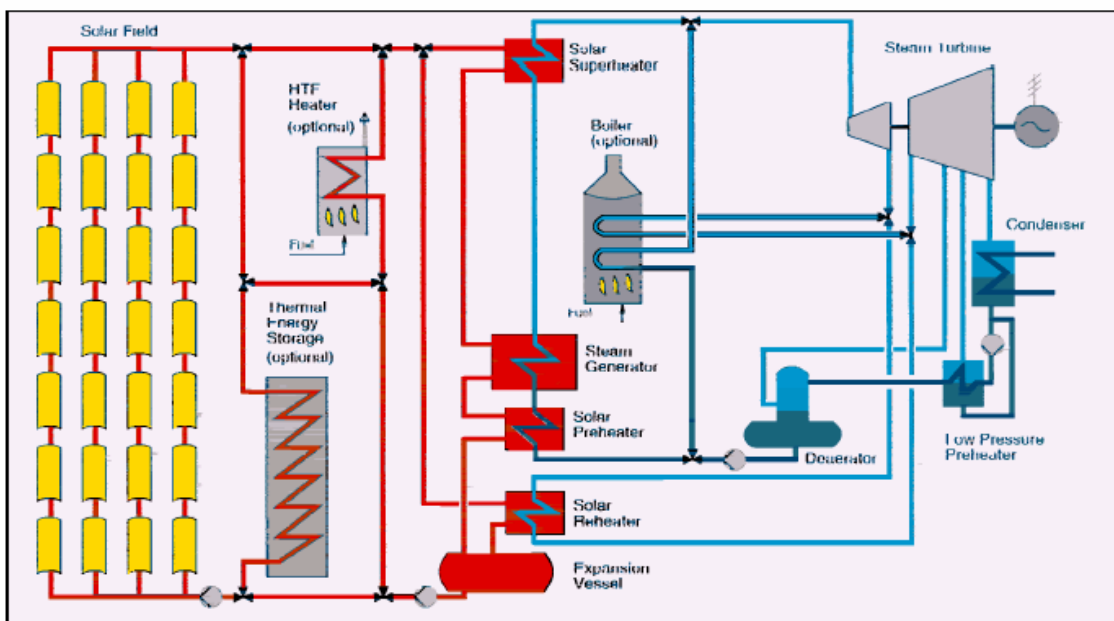 Solar Field
HTF
Heater
(optional)
Fuel
Thermal
Energy
Storage
(optional)
Solar
Superheater
Boiler
(optional)
Fuel
Steam
Generator
Solar
Preheater
Solar
Reheater
Expansion
Vessel
Steam Turbine
Condenser
Deaerator
Low Pressure
Preheater